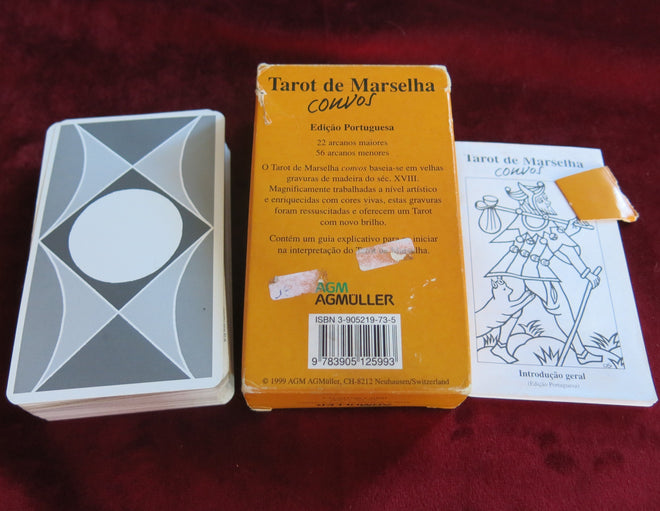 Tarot de Marselha
convos
Edição Portuguesa
22 arcanos maiores
56 arcanos menores
O Tarot de Marselha convos baseia-se em velhas
gravuras de madeira do séc. XVIII.
Magnificamente trabalhadas a nível artístico
e enriquecidas com cores vivas, estas gravuras
foram ressuscitadas e oferecem um Tarot
com novo brilho.
Contém um guia explicativo para iniciar
na interpretação do Tarot
AGM
AGMÜLLER
ISBN 3-905219-73-5
9 783905 125993
© 1999 AGM AGMüller, CH-8212 Neuhausen/Switzerland
AGMÜLLER
Tarot de Marselha
convos
Introdução geral
(Edição Portuguesa)